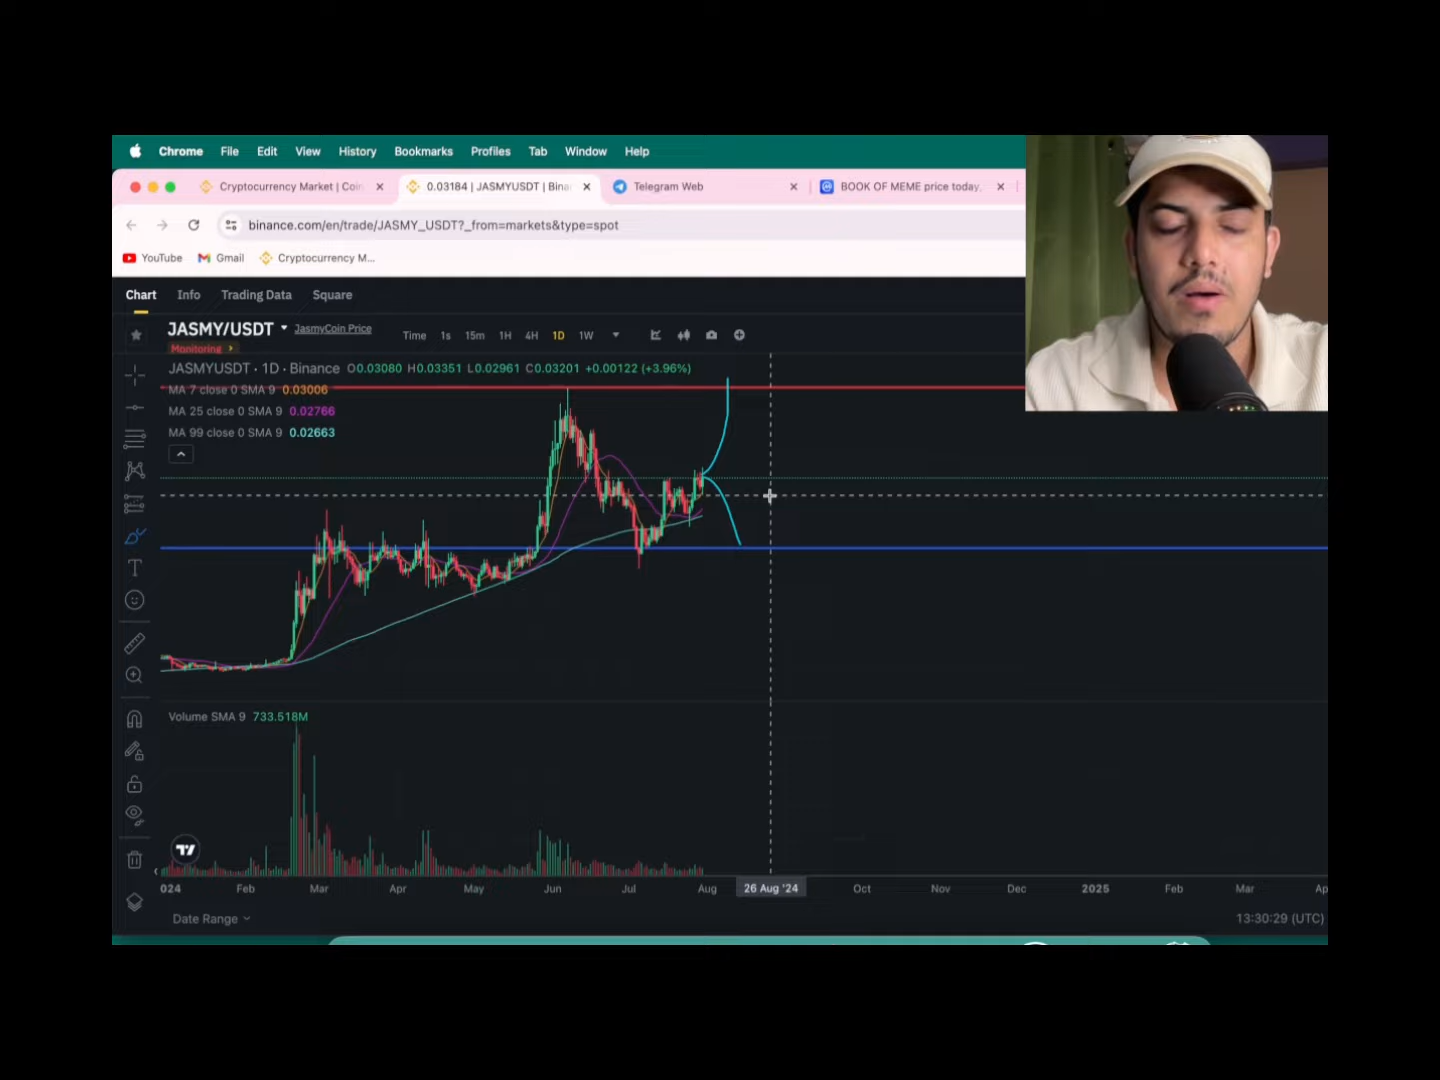 Chrome File Edit View History Bookmarks Profiles Tab Window Help
Cryptocurrency Market | Coin 0.03184 | JASMYUSDT | Bina Telegram Web BOOK OF MEME price today,
binance.com/en/trade/JASMY_USDT?_from=markets&type=spot
YouTube Gmail Cryptocurrency M...
Chart Info Trading Data Square
JASMY/USDT JasmyCoin Price Time 1s 15m 1H 4H 1D 1W
Monitoring
JASMYUSDT · 1D · Binance O0.03080 H0.03351 L0.02961 C0.03201 +0.00122 (+3.96%)
MA 7 close 0 SMA 9 0.03006
MA 25 close 0 SMA 9 0.02766
MA 99 close 0 SMA 9 0.02663
Volume SMA 9 733.518M
024 Feb Mar Apr May Jun Jul Aug 26 Aug '24 Oct Nov Dec 2025 Feb Mar Ap
Date Range 13:30:29 (UTC)